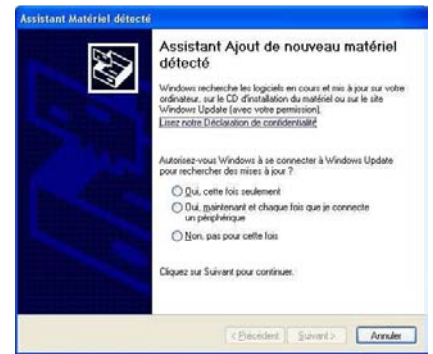 Assistant Matériel détecté
Assistant Ajout de nouveau matériel
détecté
Windows recherche les logiciels en cours et mis à jour sur votre
ordinateur, sur le CD d'installation du matériel ou sur le site
Windows Update (avec votre permission).
Lisez notre Déclaration de confidentialité
Autorisez-vous Windows à se connecter à Windows Update
pour rechercher des mises à jour ?
Oui, cette fois seulement
Oui, maintenant et chaque fois que je connecte
un périphérique
Non, pas pour cette fois
Cliquez sur Suivant pour continuer.
< Précédent Suivant > Annuler